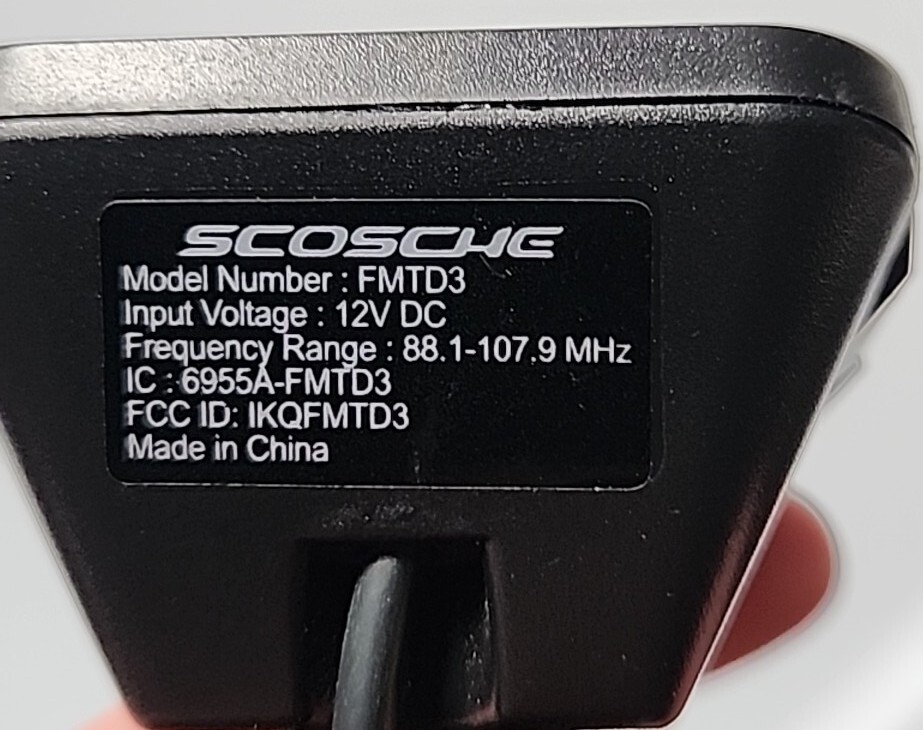 SCOSCHE
Model Number : FMTD3
Input Voltage : 12V DC
Frequency Range : 88.1-107.9 MHz
IC : 6955A-FMTD3
FCC ID: IKQFMTD3
Made in China